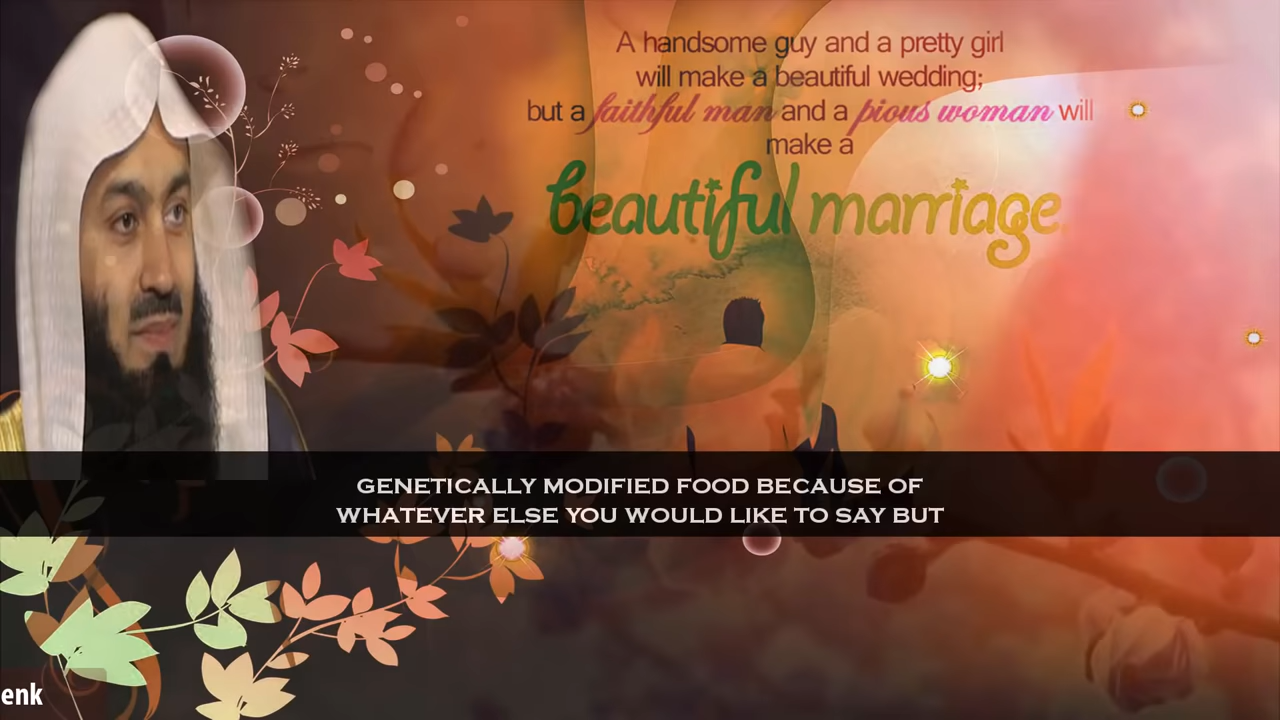 A handsome guy and a pretty girl
will make a beautiful wedding;
but a faithful man and a pious woman will
make a
beautiful marriage.
GENETICALLY MODIFIED FOOD BECAUSE OF
WHATEVER ELSE YOU WOULD LIKE TO SAY BUT
enk